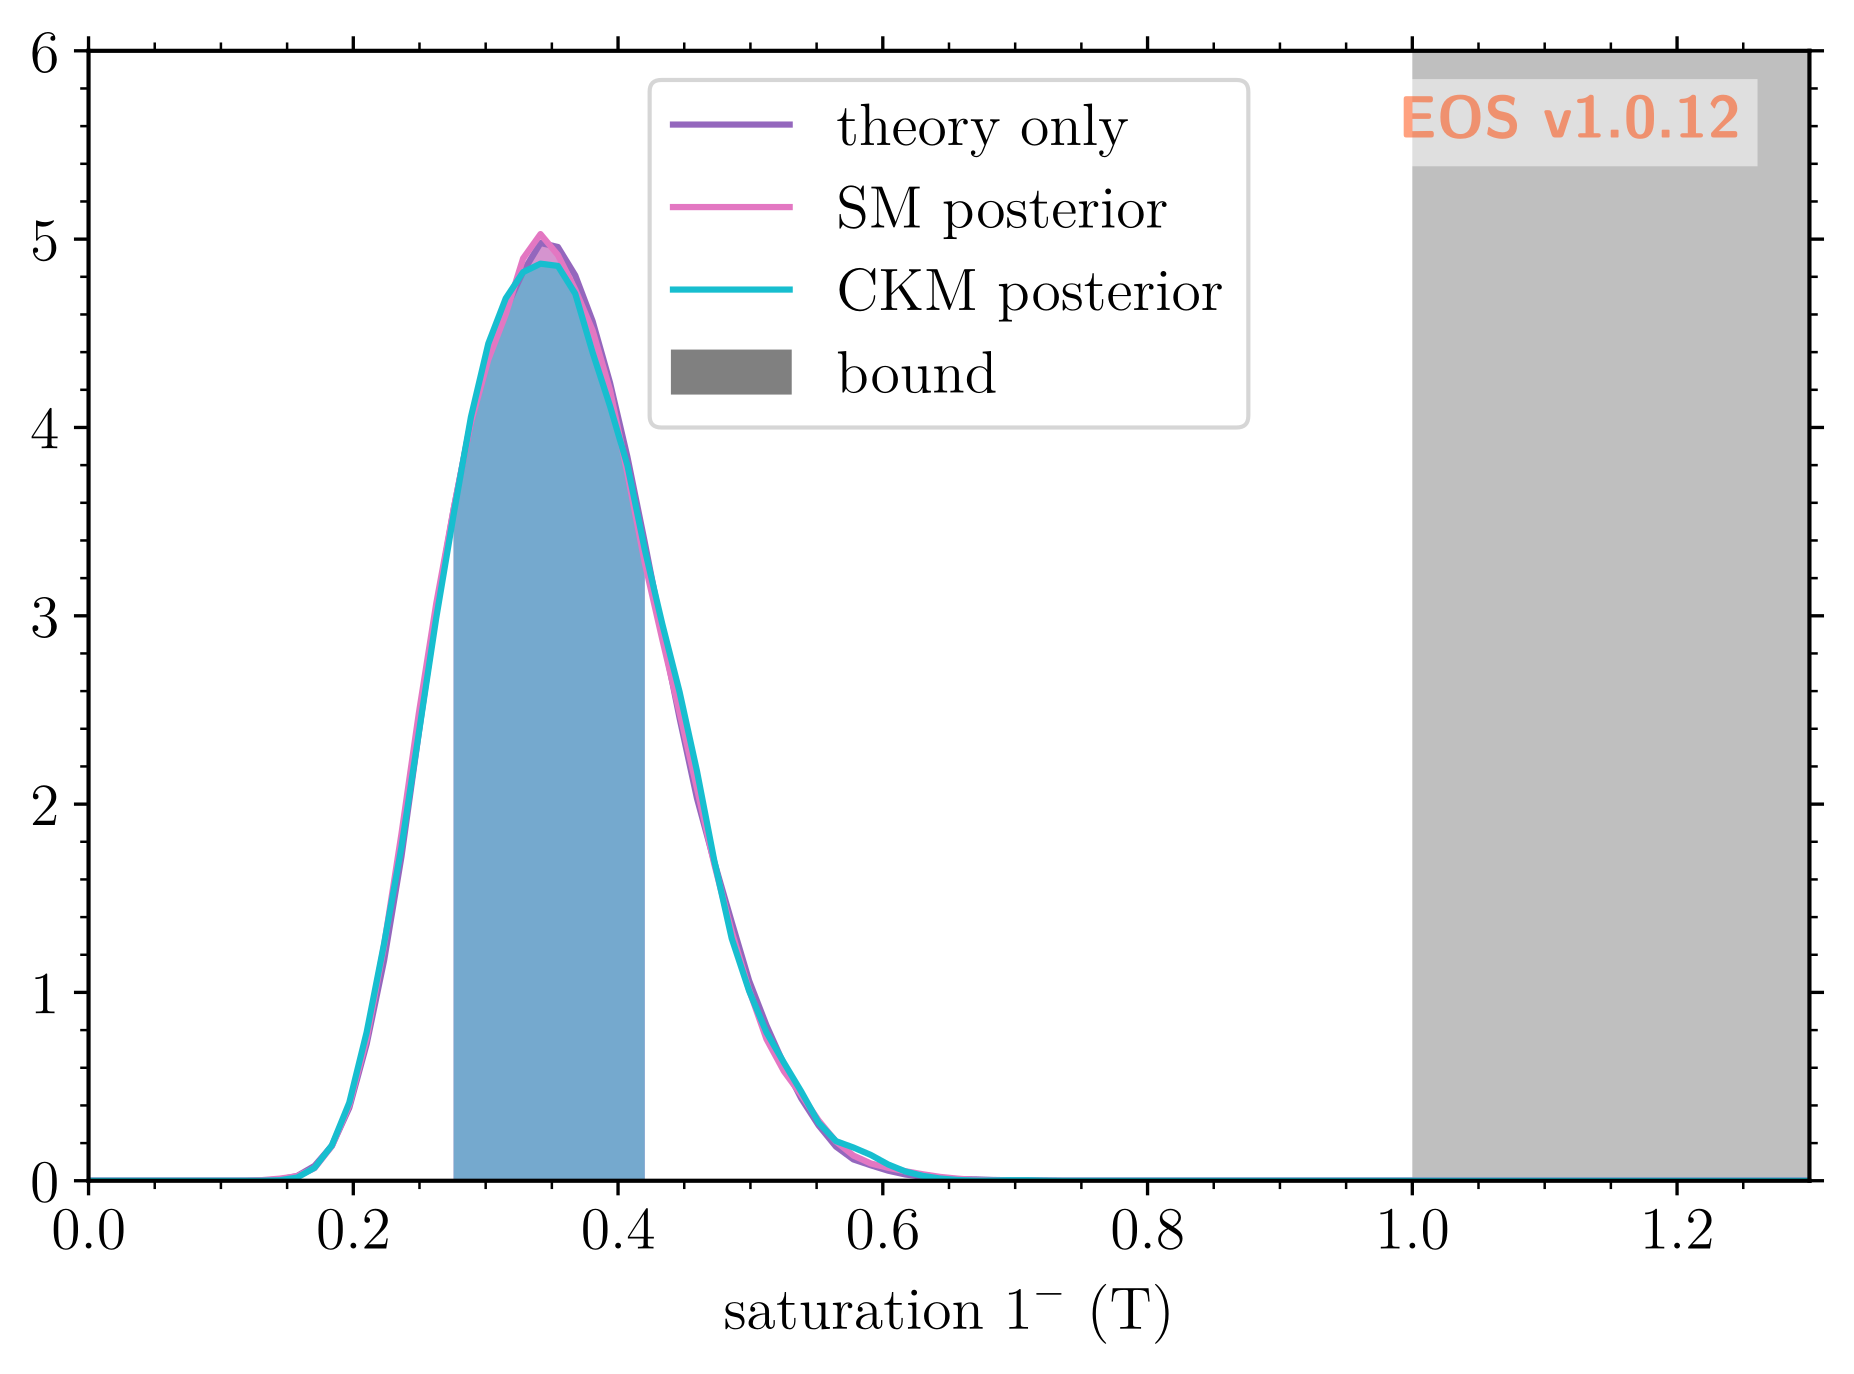 6
5
4
3
2
1
0
theory only
SM posterior
CKM posterior
bound
EOS v1.0.12
0.0 0.2 0.4 0.6 0.8 1.0 1.2
saturation 1⁻ (T)